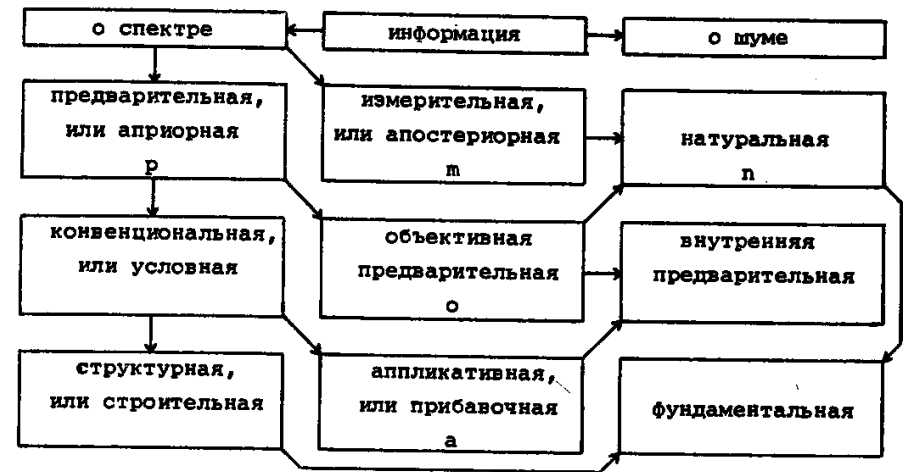 о спектре
информация
о шуме
предварительная,
или априорная
p
измерительная,
или апостериорная
m
натуральная
n
конвенциональная,
или условная
объективная
предварительная
o
внутренняя
предварительная
структурная,
или строительная
аппликативная,
или прибавочная
a
фундаментальная